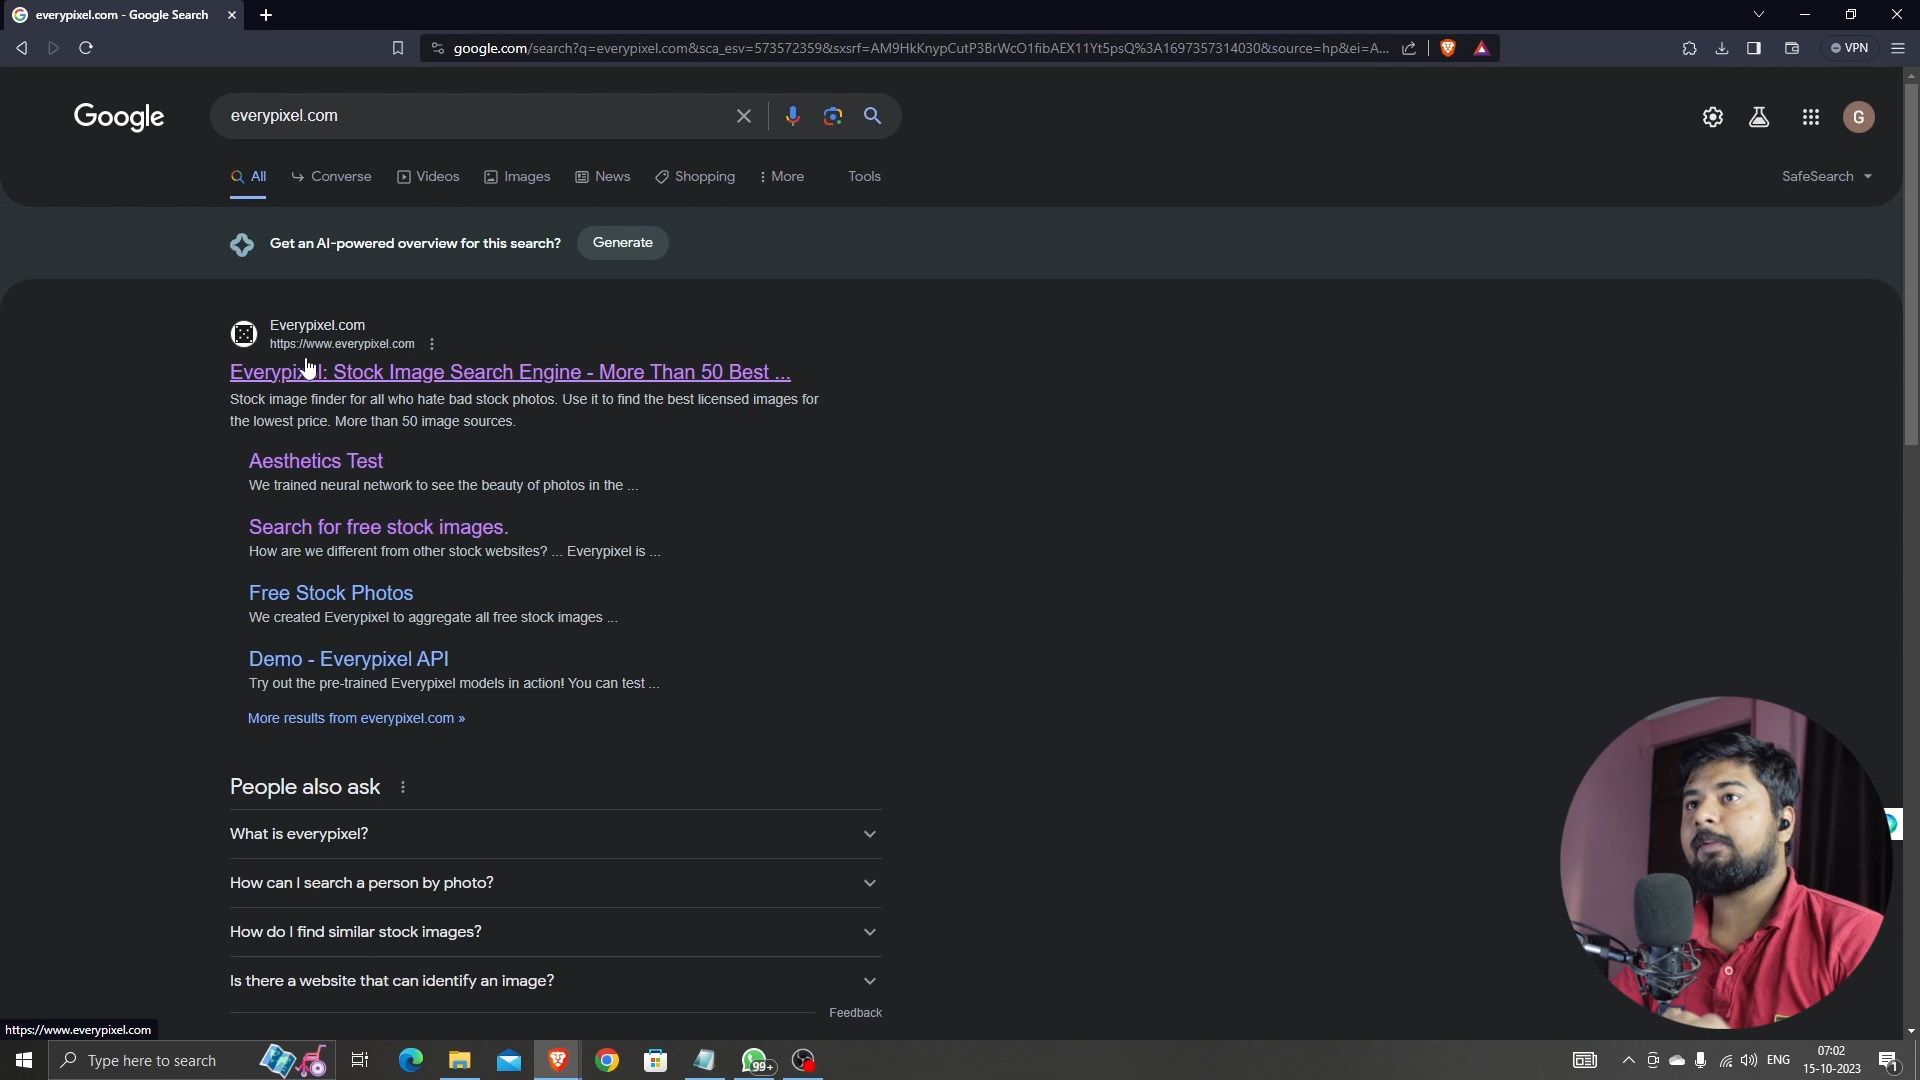 everypixel.com - Google Search
google.com/search?q=everypixel.com&sca_esv=573572359&sxsrf=AM9HkKnypCutP3BrWcO1fibAEX11Yt5psQ%3A1697357314030&source=hp&ei=A...
VPN
Google
everypixel.com
G
All
Converse
Videos
Images
News
Shopping
More
Tools
SafeSearch
Get an AI-powered overview for this search?
Generate
Everypixel.com
https://www.everypixel.com
Everypixel: Stock Image Search Engine - More Than 50 Best ...
Stock image finder for all who hate bad stock photos. Use it to find the best licensed images for
the lowest price. More than 50 image sources.
Aesthetics Test
We trained neural network to see the beauty of photos in the ...
Search for free stock images.
How are we different from other stock websites? ... Everypixel is ...
Free Stock Photos
We created Everypixel to aggregate all free stock images ...
Demo - Everypixel API
Try out the pre-trained Everypixel models in action! You can test ...
More results from everypixel.com »
People also ask
What is everypixel?
How can I search a person by photo?
How do I find similar stock images?
Is there a website that can identify an image?
Feedback
https://www.everypixel.com
Type here to search
99+
ENG
07:02
15-10-2023
1